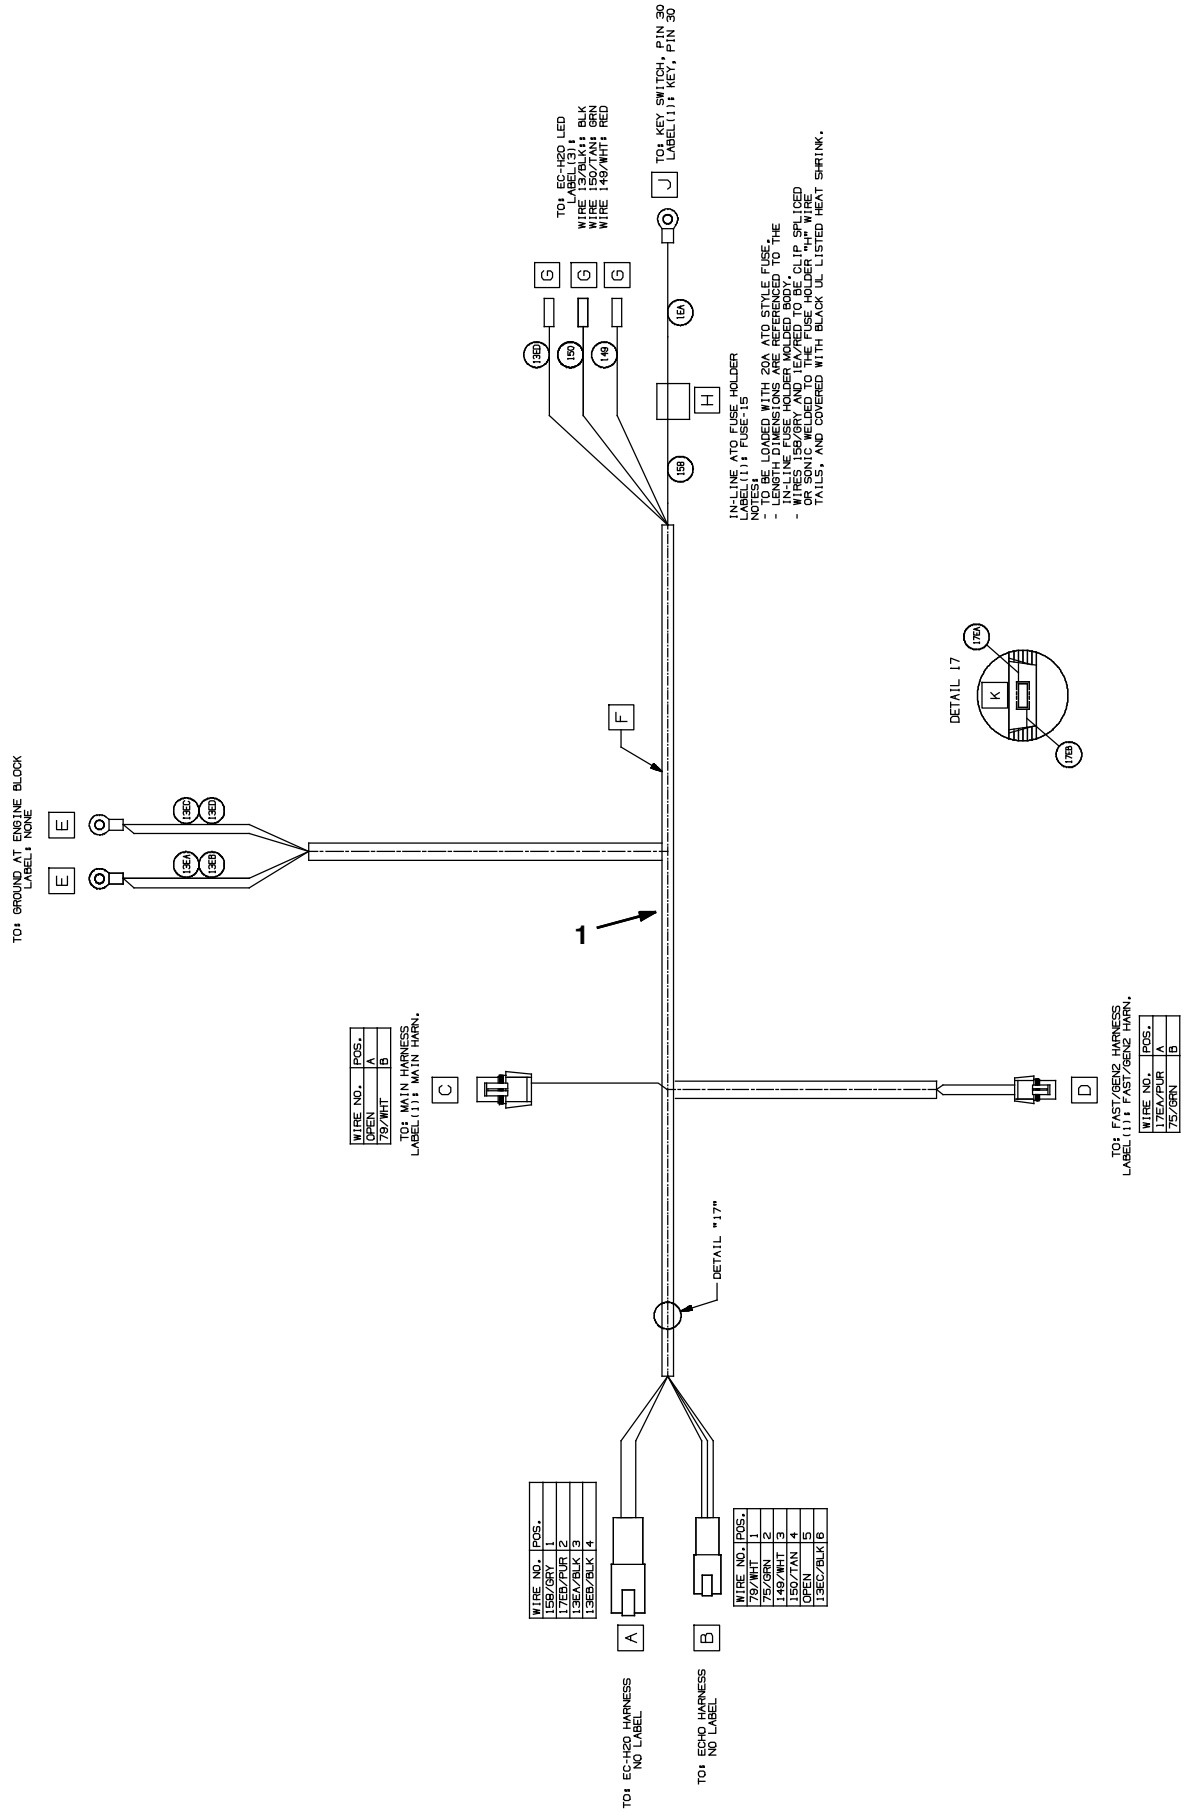 TO: GROUND AT ENGINE BLOCK
LABEL: NONE
E
E
13EC
13ED
13EA
13EB
TO: EC-H2O LED
LABEL(3):
WIRE 13/BLK: BLK
WIRE 150/TAN: GRN
WIRE 149/WHT: RED
G
G
G
13ED
150
149
TO: KEY SWITCH, PIN 30
LABEL(1): KEY, PIN 30
J
1EA
H
15B
IN-LINE ATO FUSE HOLDER
LABEL(1): FUSE-15
NOTES:
- TO BE LOADED WITH 20A ATO STYLE FUSE.
- LENGTH DIMENSIONS ARE REFERENCED TO THE
IN-LINE FUSE HOLDER MOLDED BODY.
- WIRES 15B/GRY AND 1EA/RED TO BE CLIP SPLICED
OR SONIC WELDED TO THE FUSE HOLDER "H" WIRE
TAILS, AND COVERED WITH BLACK UL LISTED HEAT SHRINK.
F
1
DETAIL 17
K
17EA
17EB
WIRE NO. POS.
OPEN A
79/WHT B
TO: MAIN HARNESS
LABEL(1): MAIN HARN.
C
D
TO: FAST/GEN2 HARNESS
LABEL(1): FAST/GEN2 HARN.
WIRE NO. POS.
17EA/PUR A
75/GRN B
DETAIL "17"
WIRE NO. POS.
15B/GRY 1
17EB/PUR 2
13EA/BLK 3
13EB/BLK 4
A
TO: EC-H2O HARNESS
NO LABEL
WIRE NO. POS.
79/WHT 1
75/GRN 2
149/WHT 3
150/TAN 4
OPEN 5
13EC/BLK 6
B
TO: ECHO HARNESS
NO LABEL